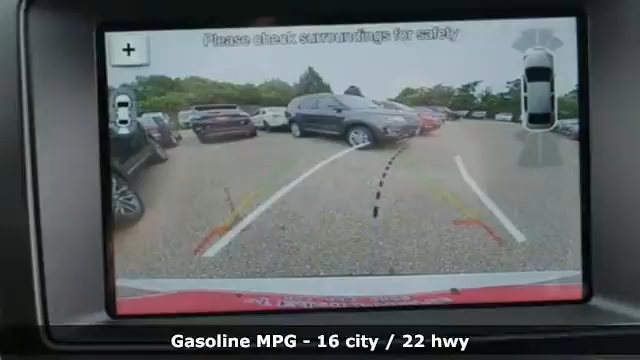 +
Please check surroundings for safety
Gasoline MPG - 16 city / 22 hwy